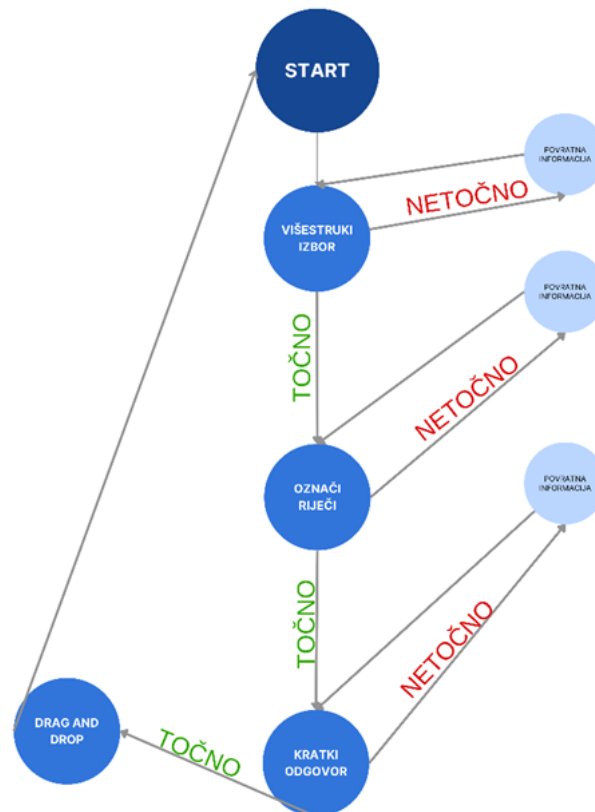 START
POVRATNA
INFORMACIJA
NETOČNO
VIŠESTRUKI
IZBOR
TOČNO
POVRATNA
INFORMACIJA
NETOČNO
OZNAČI
RIJEČI
POVRATNA
INFORMACIJA
TOČNO
NETOČNO
DRAG AND
DROP
TOČNO
KRATKI
ODGOVOR